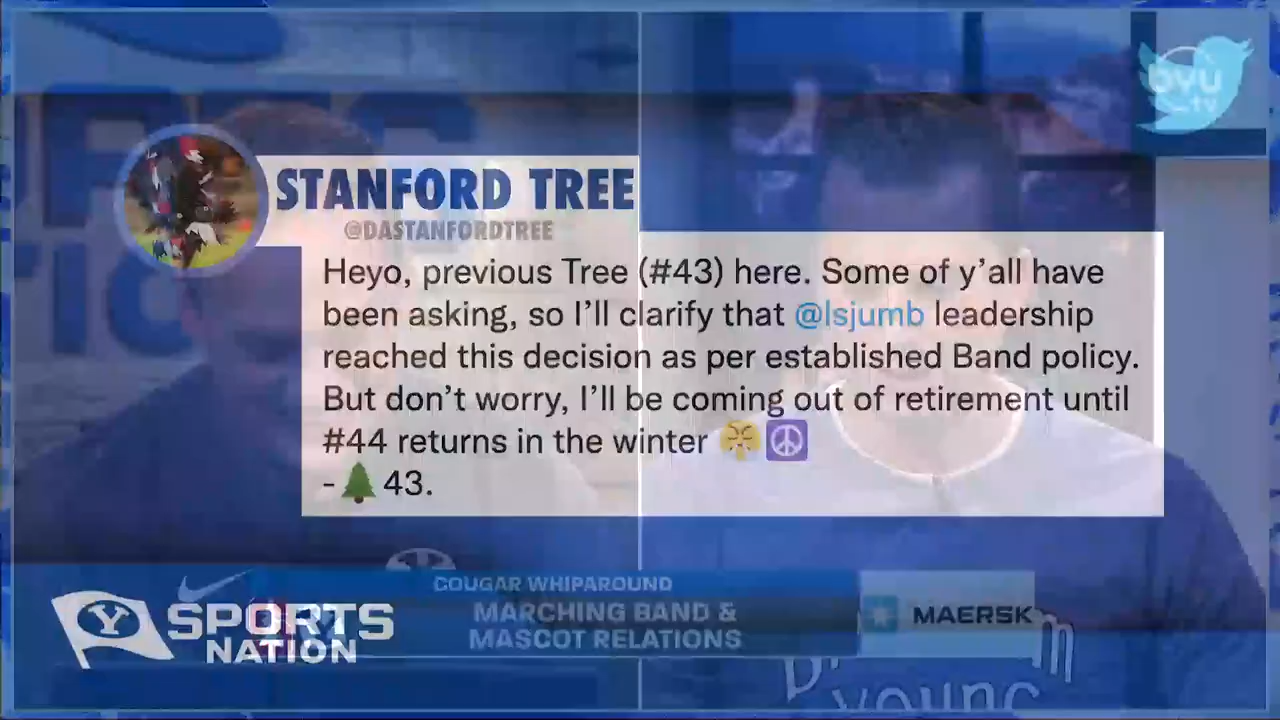 byu
tv
STANFORD TREE
@DASTANFORDTREE
Heyo, previous Tree (#43) here. Some of y’all have
been asking, so I’ll clarify that @lsjumb leadership
reached this decision as per established Band policy.
But don’t worry, I’ll be coming out of retirement until
#44 returns in the winter 😤☮️
-🌲43.
Y SPORTS
NATION
COUGAR WHIPAROUND
MARCHING BAND &
MASCOT RELATIONS
MAERSK
young